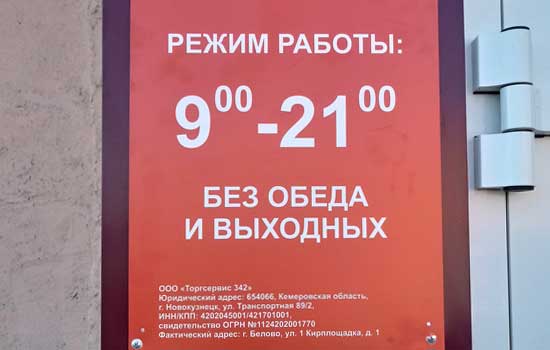 РЕЖИМ РАБОТЫ:
9⁰⁰-21⁰⁰
БЕЗ ОБЕДА
И ВЫХОДНЫХ
ООО «Торгсервис 342»
Юридический адрес: 654066, Кемеровская область,
г. Новокузнецк, ул. Транспортная 89/2,
ИНН/КПП: 4202045001/421701001,
свидетельство ОГРН №1124202001770
Фактический адрес: г. Белово, ул. 1 Кирплощадка, д. 1